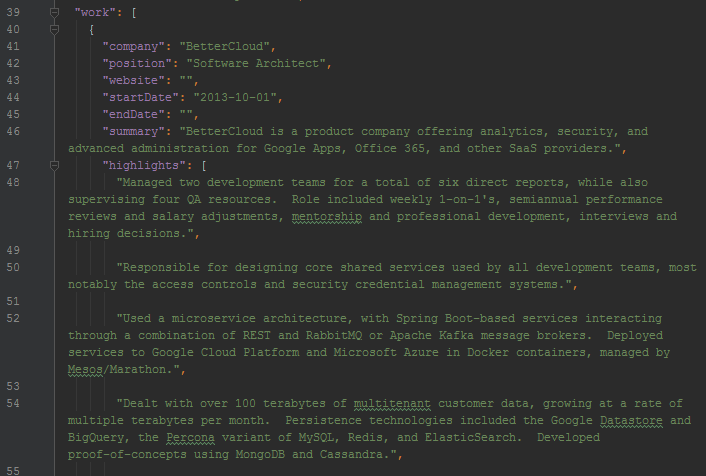 39 "work": [
40 {
41 "company": "BetterCloud",
42 "position": "Software Architect",
43 "website": "",
44 "startDate": "2013-10-01",
45 "endDate": "",
46 "summary": "BetterCloud is a product company offering analytics, security, and
advanced administration for Google Apps, Office 365, and other SaaS providers.",
47 "highlights": [
48 "Managed two development teams for a total of six direct reports, while also
supervising four QA resources.  Role included weekly 1-on-1's, semiannual performance
reviews and salary adjustments, mentorship and professional development, interviews and
hiring decisions.",
49
50 "Responsible for designing core shared services used by all development teams, most
notably the access controls and security credential management systems.",
51
52 "Used a microservice architecture, with Spring Boot-based services interacting
through a combination of REST and RabbitMQ or Apache Kafka message brokers.  Deployed
services to Google Cloud Platform and Microsoft Azure in Docker containers, managed by
Mesos/Marathon.",
53
54 "Dealt with over 100 terabytes of multitenant customer data, growing at a rate of
multiple terabytes per month.  Persistence technologies included the Google Datastore and
BigQuery, the Percona variant of MySQL, Redis, and ElasticSearch.  Developed
proof-of-concepts using MongoDB and Cassandra.",
55